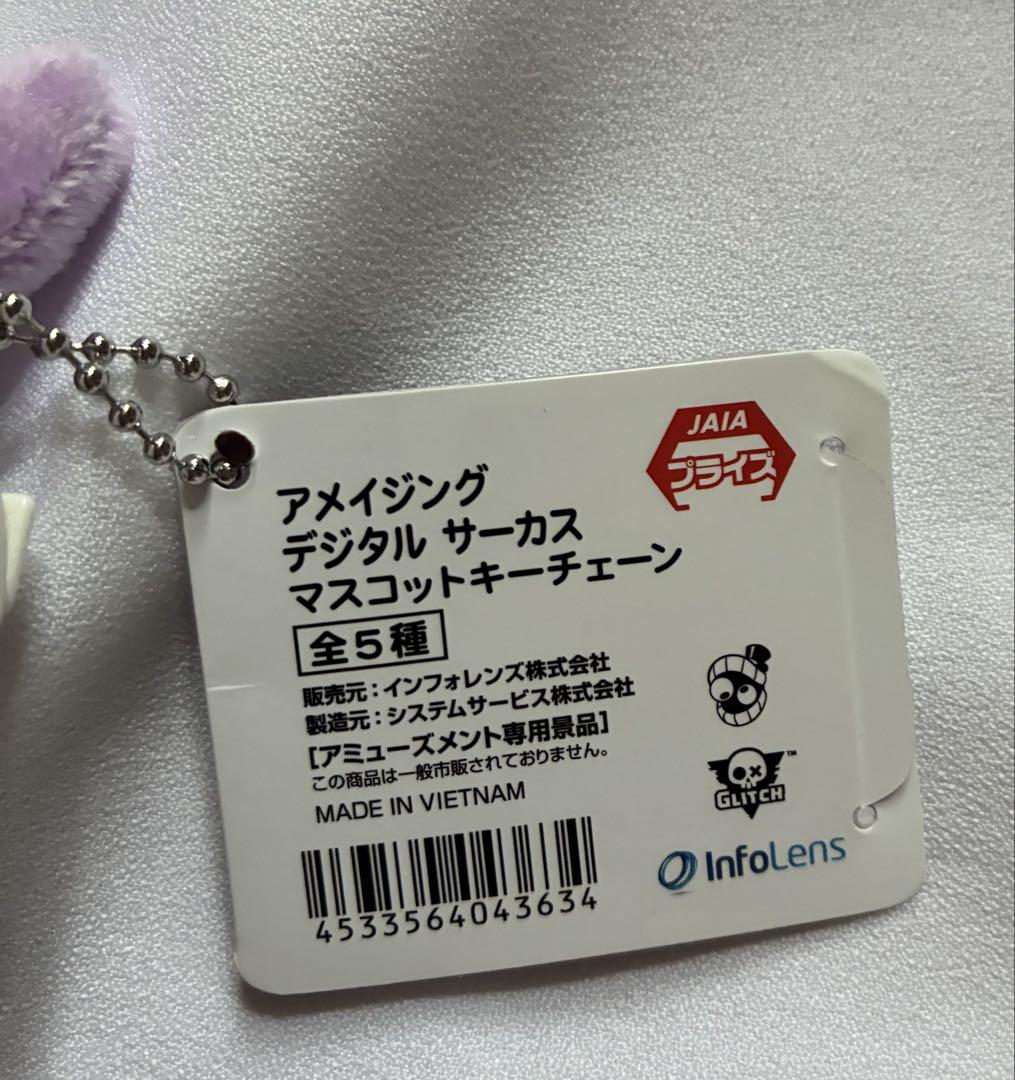 JAIA
プライズ
アメイジング
デジタル サーカス
マスコットキーチェーン
全5種
販売元：インフォレンズ株式会社
製造元：システムサービス株式会社
[アミューズメント専用景品]
この商品は一般市販されておりません。
MADE IN VIETNAM
4533564043634
GLITCH™
InfoLens